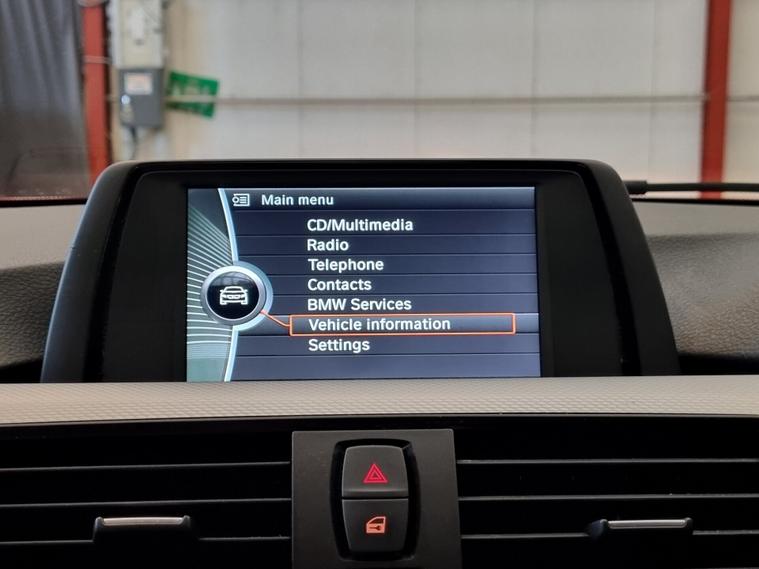 Main menu
CD/Multimedia
Radio
Telephone
Contacts
BMW Services
Vehicle information
Settings